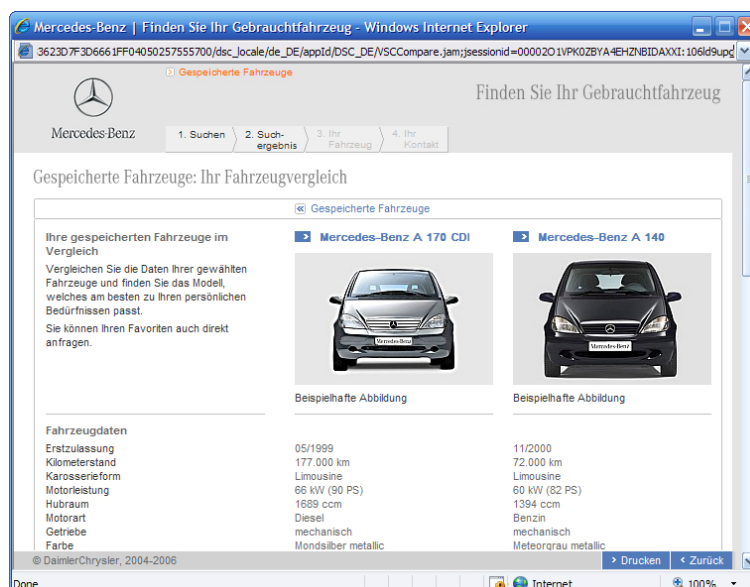 Mercedes-Benz | Finden Sie Ihr Gebrauchtfahrzeug - Windows Internet Explorer
3623D7F3D6661FF04050257555700/dsc_locale/de_DE/appId/DSC_DE/VSCCompare.jam;jsessionid=00002O1VPK0ZBYA4EHZNBIDAXXI:106ld9upg
Gespeicherte Fahrzeuge
Finden Sie Ihr Gebrauchtfahrzeug
Mercedes-Benz
1. Suchen
2. Such-
ergebnis
3. Ihr
Fahrzeug
4. Ihr
Kontakt
Gespeicherte Fahrzeuge: Ihr Fahrzeugvergleich
Gespeicherte Fahrzeuge
Ihre gespeicherten Fahrzeuge im
Vergleich
Vergleichen Sie die Daten Ihrer gewählten
Fahrzeuge und finden Sie das Modell,
welches am besten zu Ihren persönlichen
Bedürfnissen passt.
Sie können Ihren Favoriten auch direkt
anfragen.
Mercedes-Benz A 170 CDI
Mercedes-Benz
Beispielhafte Abbildung
Mercedes-Benz A 140
Mercedes-Benz
Beispielhafte Abbildung
Fahrzeugdaten
Erstzulassung 05/1999 11/2000
Kilometerstand 177.000 km 72.000 km
Karosserieform Limousine Limousine
Motorleistung 66 kW (90 PS) 60 kW (82 PS)
Hubraum 1689 ccm 1394 ccm
Motorart Diesel Benzin
Getriebe mechanisch mechanisch
Farbe Mondsilber metallic Meteorgrau metallic
© DaimlerChrysler, 2004-2006
Drucken
Zurück
Done
Internet
100%